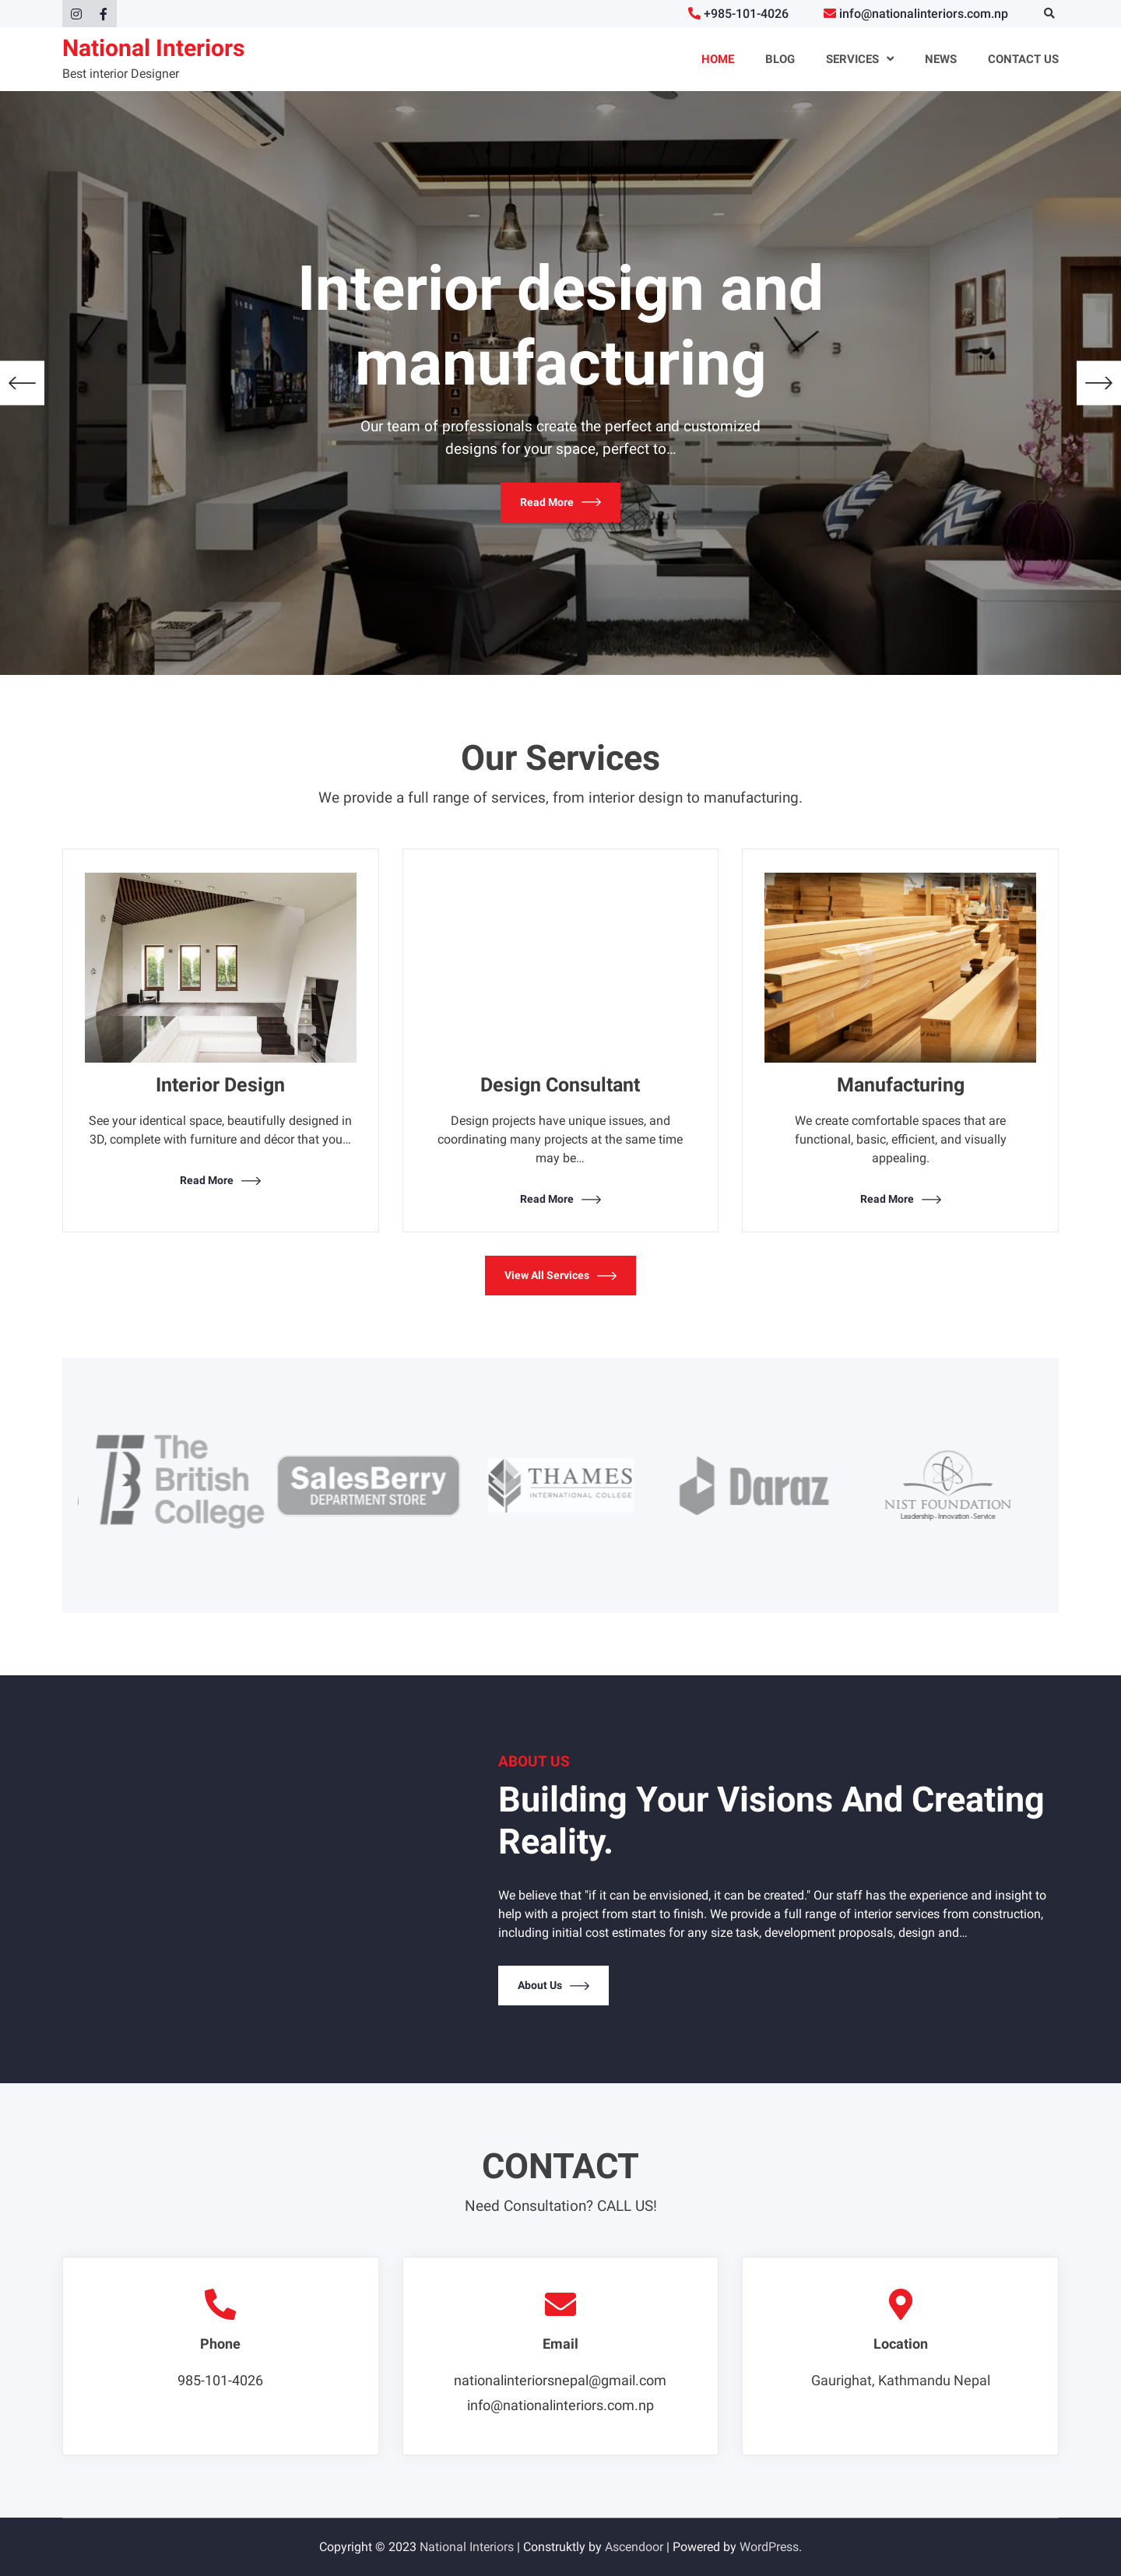 +985-101-4026
info@nationalinteriors.com.np
National Interiors
Best interior Designer
HOME
BLOG
SERVICES
NEWS
CONTACT US
Interior design and
manufacturing
Our team of professionals create the perfect and customized
designs for your space, perfect to…
Read More
Our Services
We provide a full range of services, from interior design to manufacturing.
Interior Design
See your identical space, beautifully designed in
3D, complete with furniture and décor that you…
Read More
Design Consultant
Design projects have unique issues, and
coordinating many projects at the same time
may be…
Read More
Manufacturing
We create comfortable spaces that are
functional, basic, efficient, and visually
appealing.
Read More
View All Services
The
British
College
SalesBerry
DEPARTMENT STORE
THAMES
INTERNATIONAL COLLEGE
Daraz
NIST FOUNDATION
Leadership - Innovation - Service
ABOUT US
Building Your Visions And Creating
Reality.
We believe that "if it can be envisioned, it can be created." Our staff has the experience and insight to
help with a project from start to finish. We provide a full range of interior services from construction,
including initial cost estimates for any size task, development proposals, design and…
About Us
CONTACT
Need Consultation? CALL US!
Phone
985-101-4026
Email
nationalinteriorsnepal@gmail.com
info@nationalinteriors.com.np
Location
Gaurighat, Kathmandu Nepal
Copyright © 2023 National Interiors | Construktly by Ascendoor | Powered by WordPress.